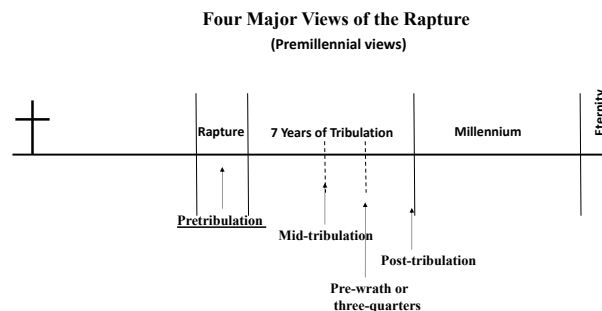 Four Major Views of the Rapture
(Premillennial views)
Rapture
7 Years of Tribulation
Millennium
Eternity
Pretribulation
Mid-tribulation
Post-tribulation
Pre-wrath or
three-quarters